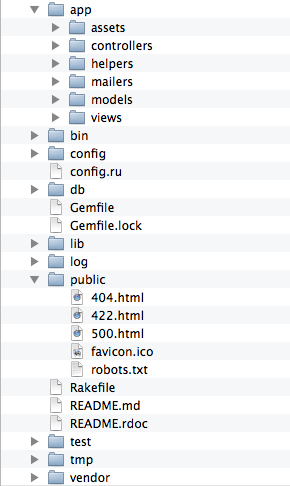 app
assets
controllers
helpers
mailers
models
views
bin
config
config.ru
db
Gemfile
Gemfile.lock
lib
log
public
404.html
422.html
500.html
favicon.ico
robots.txt
Rakefile
README.md
README.rdoc
test
tmp
vendor